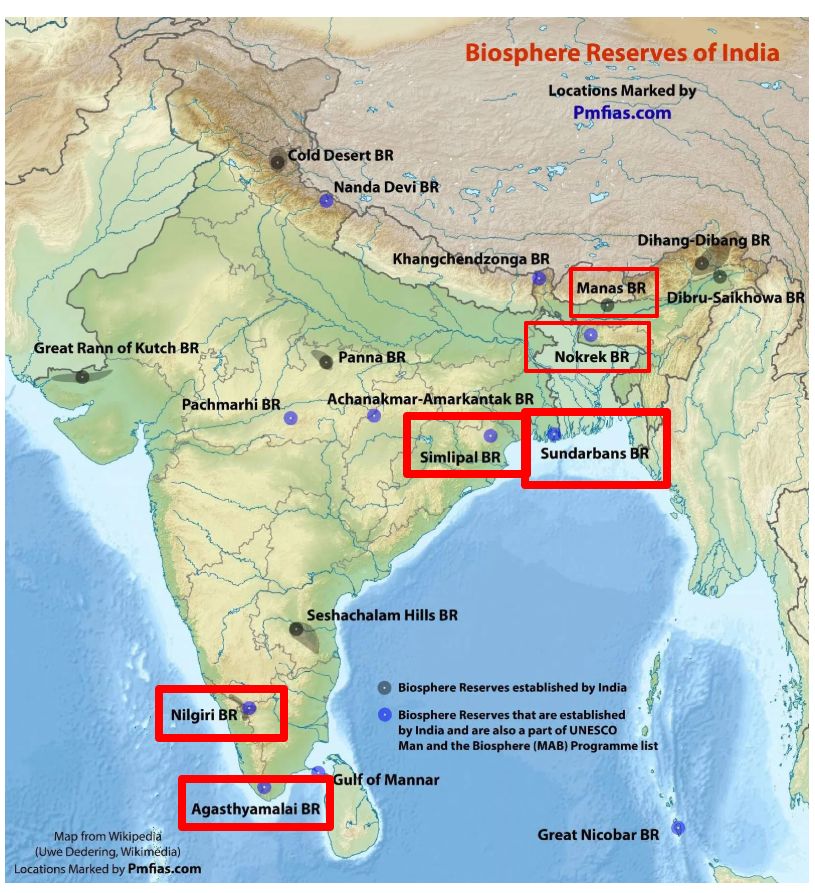 Biosphere Reserves of India
Locations Marked by
Pmfias.com
Cold Desert BR
Nanda Devi BR
Dihang-Dibang BR
Khangchendzonga BR
Manas BR
Dibru-Saikhowa BR
Great Rann of Kutch BR
Panna BR
Nokrek BR
Pachmarhi BR
Achanakmar-Amarkantak BR
Simlipal BR
Sundarbans BR
Seshachalam Hills BR
Biosphere Reserves established by India
Nilgiri BR
Biosphere Reserves that are established
by India and are also a part of UNESCO
Man and the Biosphere (MAB) Programme list
Gulf of Mannar
Agasthyamalai BR
Great Nicobar BR
Map from Wikipedia
(Uwe Dedering, Wikimedia)
Locations Marked by Pmfias.com